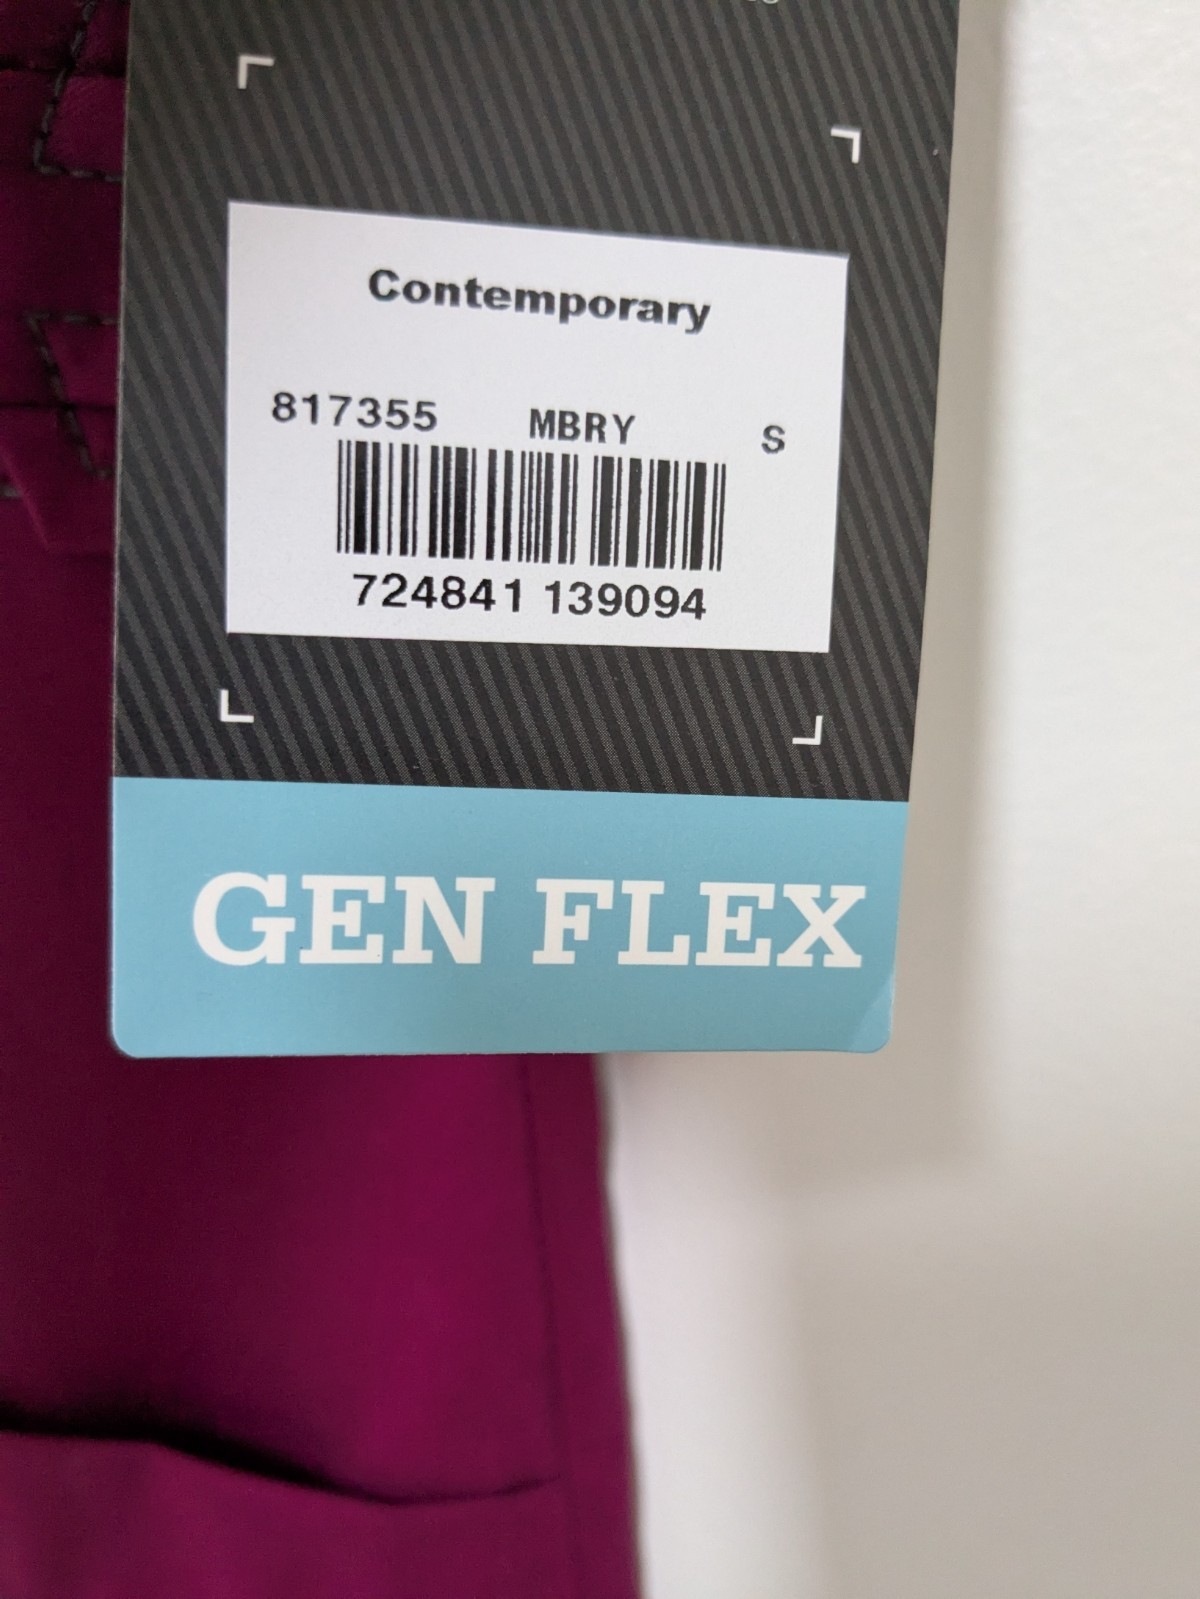 Contemporary
817355 MBRY S
724841 139094
GEN FLEX